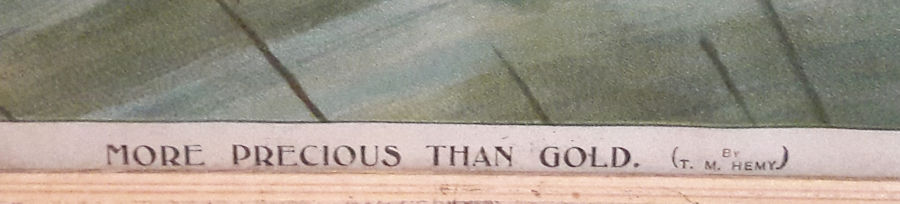 MORE PRECIOUS THAN GOLD. (BY T. M. HEMY.)